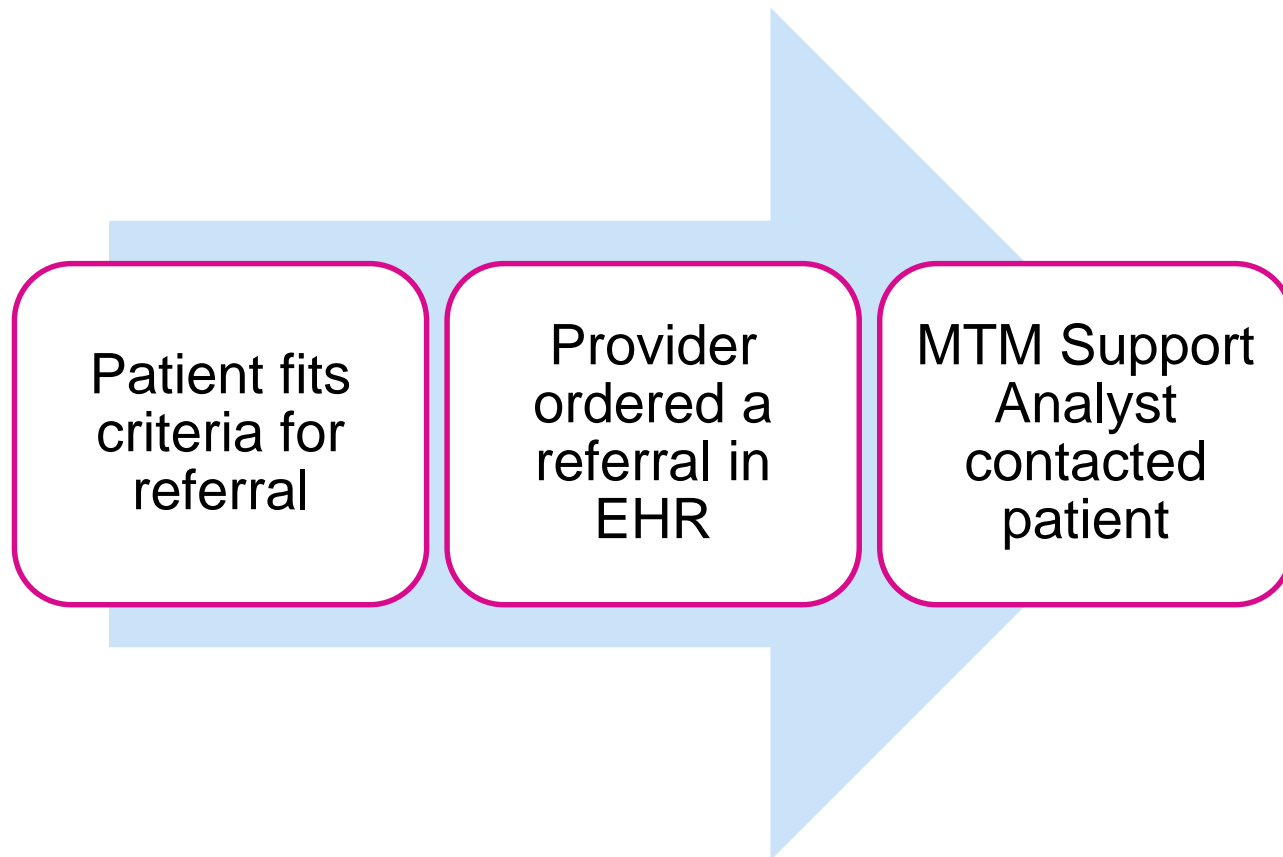 Patient fits
criteria for
referral
Provider
ordered a
referral in
EHR
MTM Support
Analyst
contacted
patient